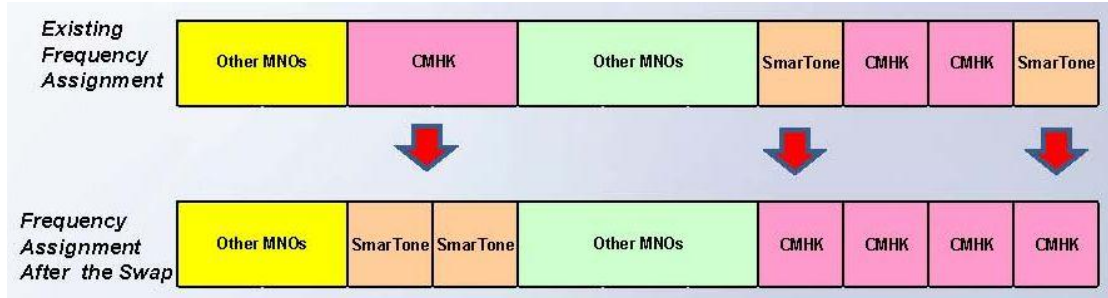 Existing
Frequency
Assignment
Other MNOs CMHK Other MNOs SmarTone CMHK CMHK SmarTone
Frequency
Assignment
After the Swap
Other MNOs SmarTone SmarTone Other MNOs CMHK CMHK CMHK CMHK